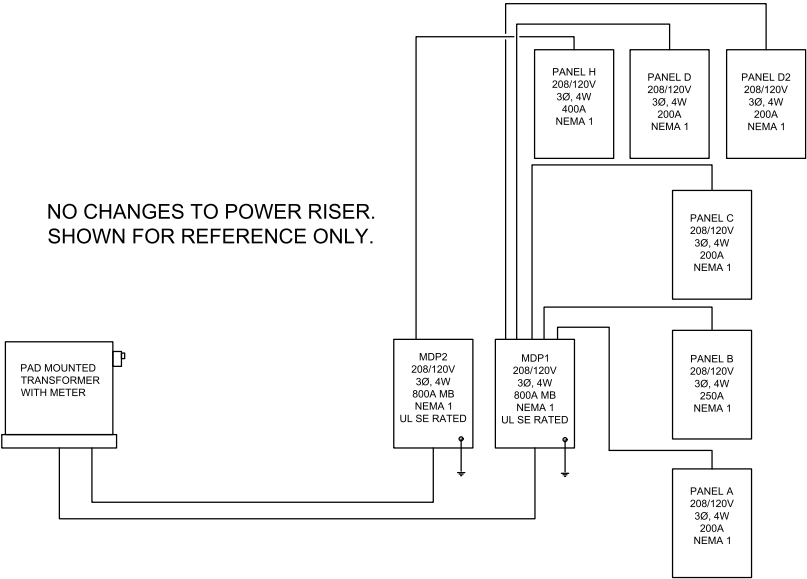 PANEL H
208/120V
3Ø, 4W
400A
NEMA 1
PANEL D
208/120V
3Ø, 4W
200A
NEMA 1
PANEL D2
208/120V
3Ø, 4W
200A
NEMA 1
NO CHANGES TO POWER RISER.
SHOWN FOR REFERENCE ONLY.
PANEL C
208/120V
3Ø, 4W
200A
NEMA 1
PAD MOUNTED
TRANSFORMER
WITH METER
MDP2
208/120V
3Ø, 4W
800A MB
NEMA 1
UL SE RATED
MDP1
208/120V
3Ø, 4W
800A MB
NEMA 1
UL SE RATED
PANEL B
208/120V
3Ø, 4W
250A
NEMA 1
PANEL A
208/120V
3Ø, 4W
200A
NEMA 1